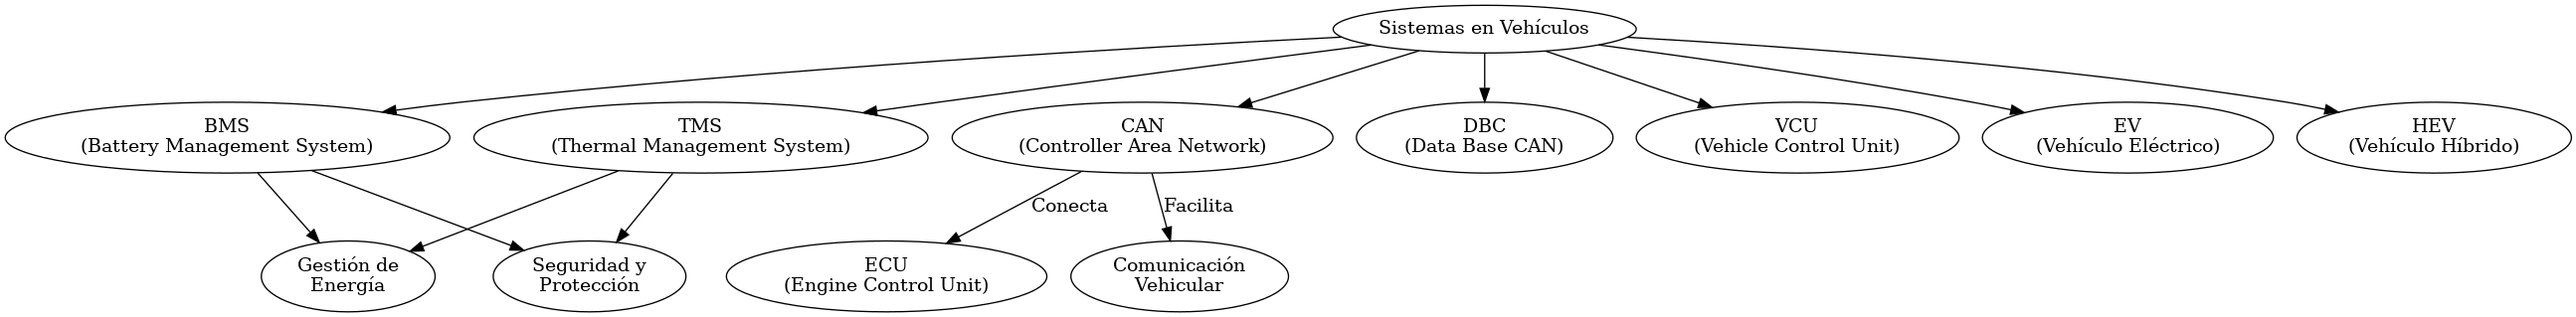 Sistemas en Vehículos
BMS
(Battery Management System)
TMS
(Thermal Management System)
CAN
(Controller Area Network)
DBC
(Data Base CAN)
VCU
(Vehicle Control Unit)
EV
(Vehículo Eléctrico)
HEV
(Vehículo Híbrido)
Conecta
Facilita
Gestión de
Energía
Seguridad y
Protección
ECU
(Engine Control Unit)
Comunicación
Vehicular